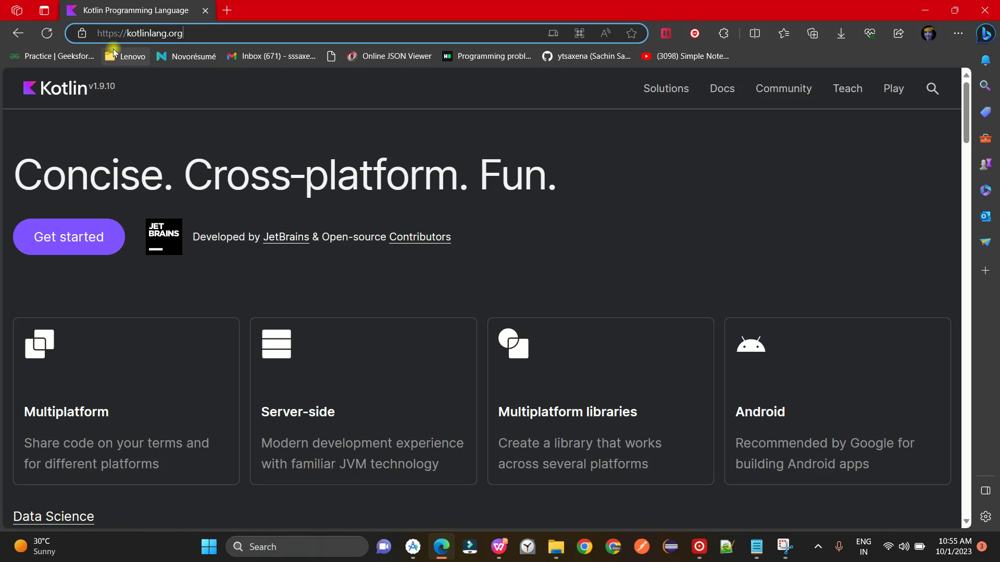 Kotlin Programming Language
https://kotlinlang.org
Practice | Geeksfor...
Lenovo
Novorésumé
Inbox (671) - sssaxe...
Online JSON Viewer
Programming probl...
ytsaxena (Sachin Sa...
(3098) Simple Note...
Kotlin v1.9.10
Solutions
Docs
Community
Teach
Play
Concise. Cross-platform. Fun.
Get started
JET
BRAINS
Developed by JetBrains & Open-source Contributors
Multiplatform
Share code on your terms and
for different platforms
Server-side
Modern development experience
with familiar JVM technology
Multiplatform libraries
Create a library that works
across several platforms
Android
Recommended by Google for
building Android apps
Data Science
30°C
Sunny
Search
Dev
ENG
IN
10:55 AM
10/1/2023
3